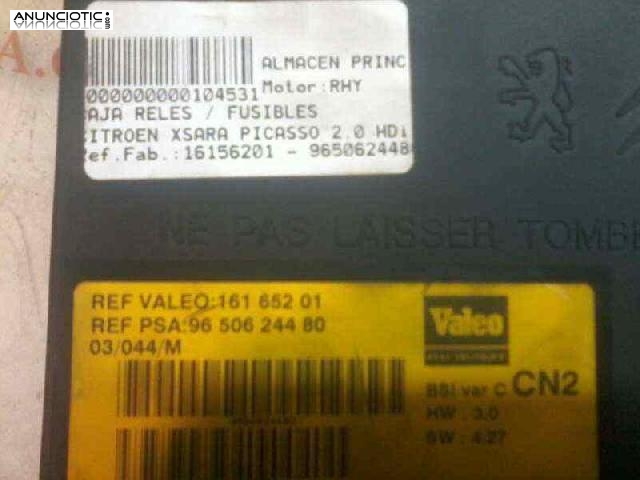 ANUNCIOTIC.com
ALMACEN PRINC
Motor:RHY
000000000104531
AJA RELES / FUSIBLES
ITROEN XSARA PICASSO 2.0 HDi
ef.Fab.:16156201 - 965062448
NE PAS LAISSER TOMBE
REF VALEO:161 652 01
REF PSA:96 506 244 80
03/044/M
Valeo
BSI var C CN2
HW : 3.0
SW : 4.27